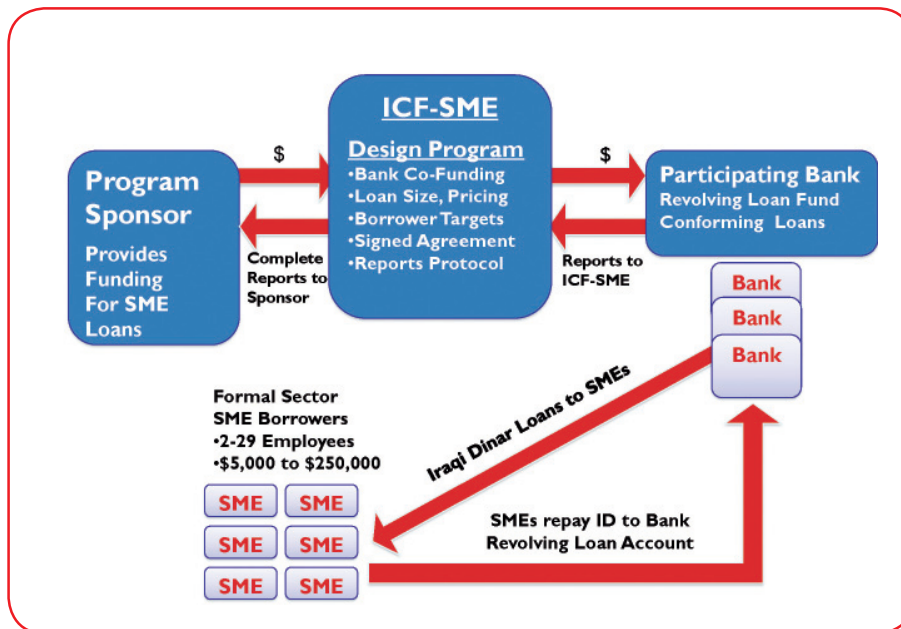 $
Program
Sponsor
Provides
Funding
For SME
Loans
Complete
Reports to
Sponsor
ICF-SME
Design Program
•Bank Co-Funding
•Loan Size, Pricing
•Borrower Targets
•Signed Agreement
•Reports Protocol
$
Reports to
ICF-SME
Participating Bank
Revolving Loan Fund
Conforming Loans
Bank
Bank
Bank
Iraqi Dinar Loans to SMEs
Formal Sector
SME Borrowers
•2-29 Employees
•$5,000 to $250,000
SME SME
SME SME
SME SME
SMEs repay ID to Bank
Revolving Loan Account